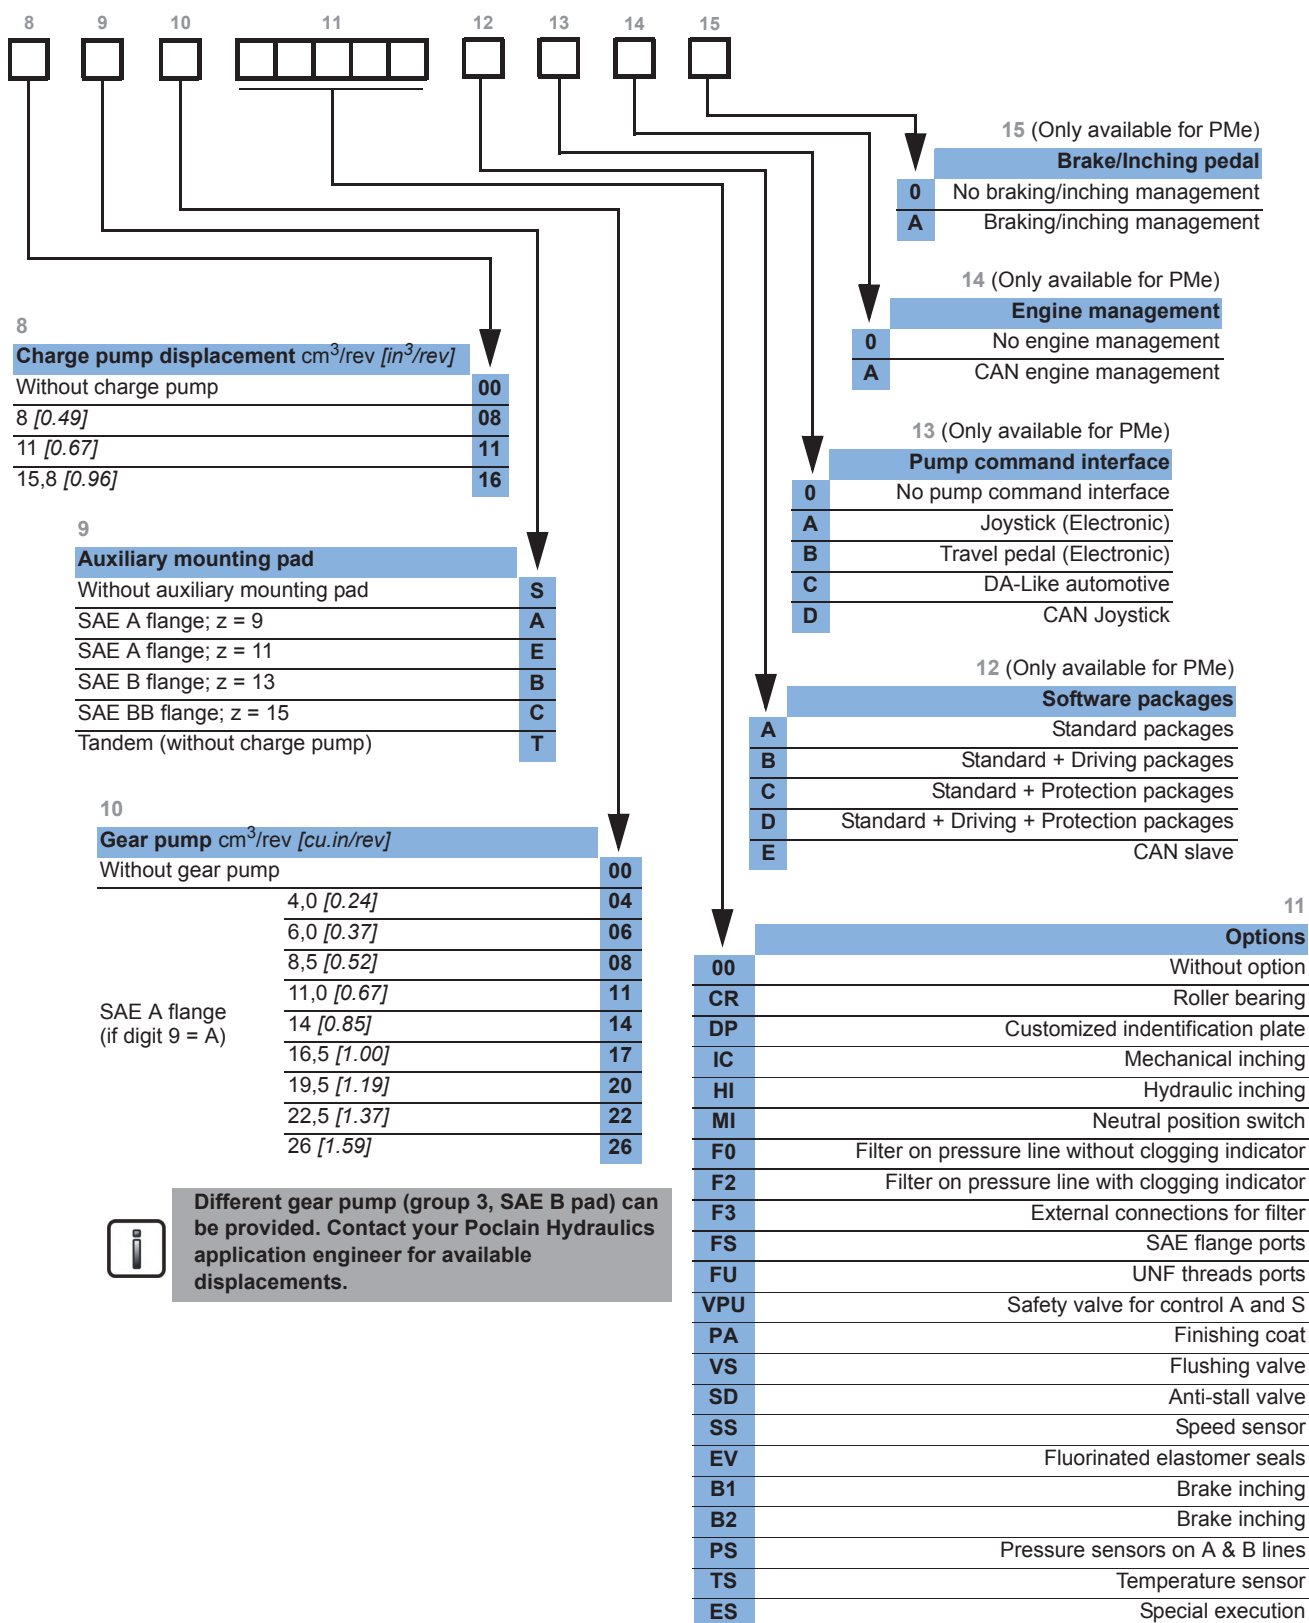 8 9 10 11 12 13 14 15
15 (Only available for PMe)
Brake/Inching pedal
0 No braking/inching management
A Braking/inching management
14 (Only available for PMe)
Engine management
0 No engine management
A CAN engine management
13 (Only available for PMe)
Pump command interface
0 No pump command interface
A Joystick (Electronic)
B Travel pedal (Electronic)
C DA-Like automotive
D CAN Joystick
12 (Only available for PMe)
Software packages
A Standard packages
B Standard + Driving packages
C Standard + Protection packages
D Standard + Driving + Protection packages
E CAN slave
8
Charge pump displacement cm³/rev [in³/rev]
Without charge pump 00
8 [0.49] 08
11 [0.67] 11
15,8 [0.96] 16
9
Auxiliary mounting pad
Without auxiliary mounting pad S
SAE A flange; z = 9 A
SAE A flange; z = 11 E
SAE B flange; z = 13 B
SAE BB flange; z = 15 C
Tandem (without charge pump) T
10
Gear pump cm³/rev [cu.in/rev]
Without gear pump 00
SAE A flange
(if digit 9 = A)
4,0 [0.24] 04
6,0 [0.37] 06
8,5 [0.52] 08
11,0 [0.67] 11
14 [0.85] 14
16,5 [1.00] 17
19,5 [1.19] 20
22,5 [1.37] 22
26 [1.59] 26
i
Different gear pump (group 3, SAE B pad) can
be provided. Contact your Poclain Hydraulics
application engineer for available
displacements.
11
Options
00 Without option
CR Roller bearing
DP Customized indentification plate
IC Mechanical inching
HI Hydraulic inching
MI Neutral position switch
F0 Filter on pressure line without clogging indicator
F2 Filter on pressure line with clogging indicator
F3 External connections for filter
FS SAE flange ports
FU UNF threads ports
VPU Safety valve for control A and S
PA Finishing coat
VS Flushing valve
SD Anti-stall valve
SS Speed sensor
EV Fluorinated elastomer seals
B1 Brake inching
B2 Brake inching
PS Pressure sensors on A & B lines
TS Temperature sensor
ES Special execution